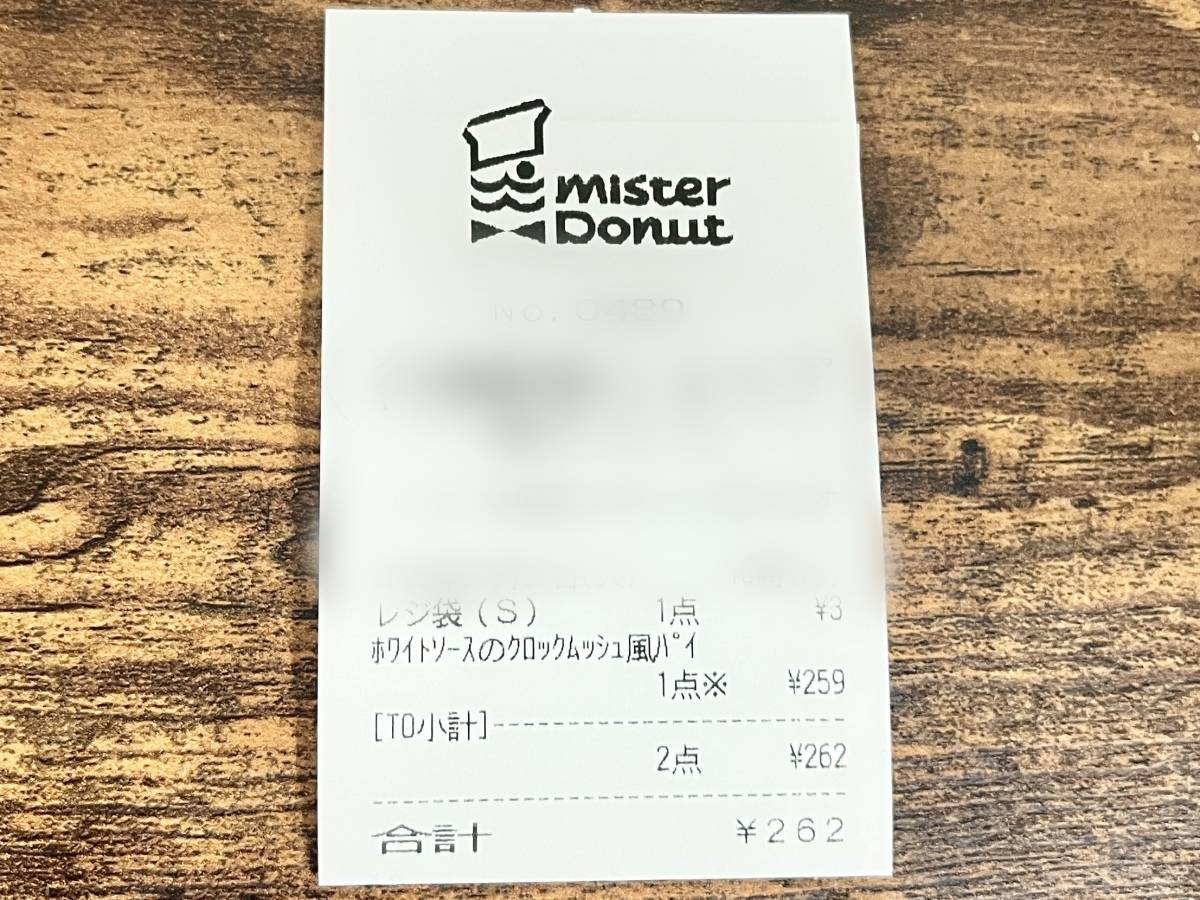 mister
Donut
レジ袋(S) 1点 ¥3
ﾎﾜｲﾄｿｰｽのｸﾛｯｸﾑｯｼｭ風ﾊﾟｲ
1点※ ¥259
[TO小計]
2点 ¥262
合計 ¥262